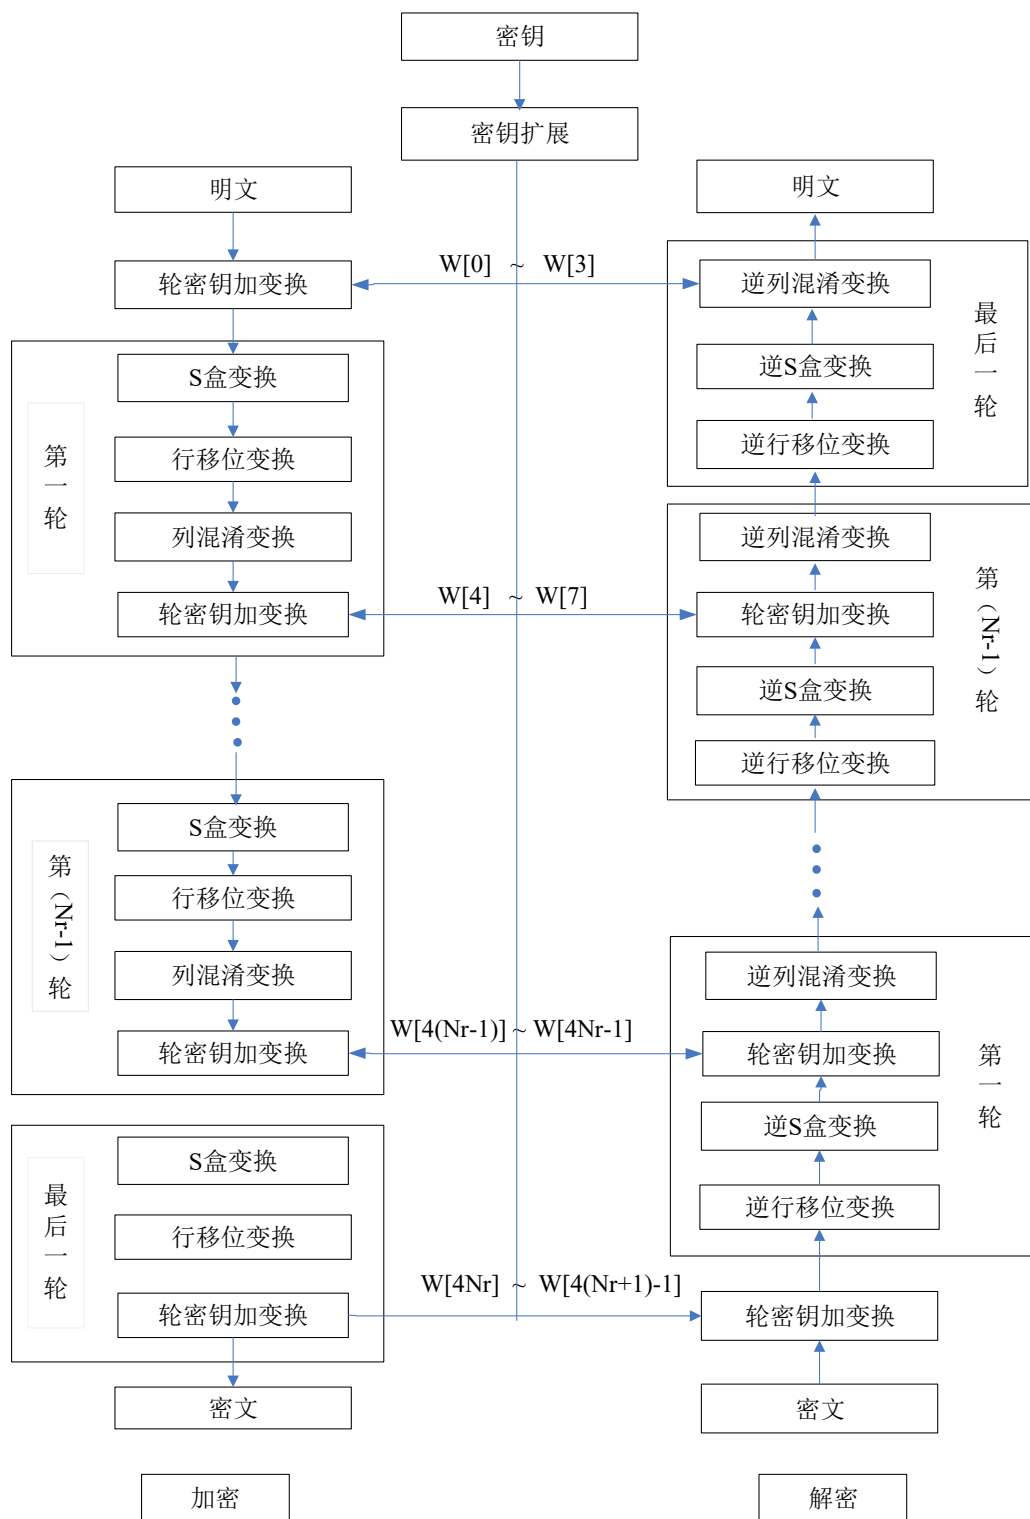 密钥
密钥扩展
明文
轮密钥加变换
第一轮
S盒变换
行移位变换
列混淆变换
轮密钥加变换
第（Nr-1）轮
S盒变换
行移位变换
列混淆变换
轮密钥加变换
最后一轮
S盒变换
行移位变换
轮密钥加变换
密文
加密
W[0] ~ W[3]
W[4] ~ W[7]
W[4(Nr-1)] ~ W[4Nr-1]
W[4Nr] ~ W[4(Nr+1)-1]
明文
逆列混淆变换
逆S盒变换
逆行移位变换
最后一轮
逆列混淆变换
轮密钥加变换
逆S盒变换
逆行移位变换
第（Nr-1）轮
逆列混淆变换
轮密钥加变换
逆S盒变换
逆行移位变换
第一轮
轮密钥加变换
密文
解密